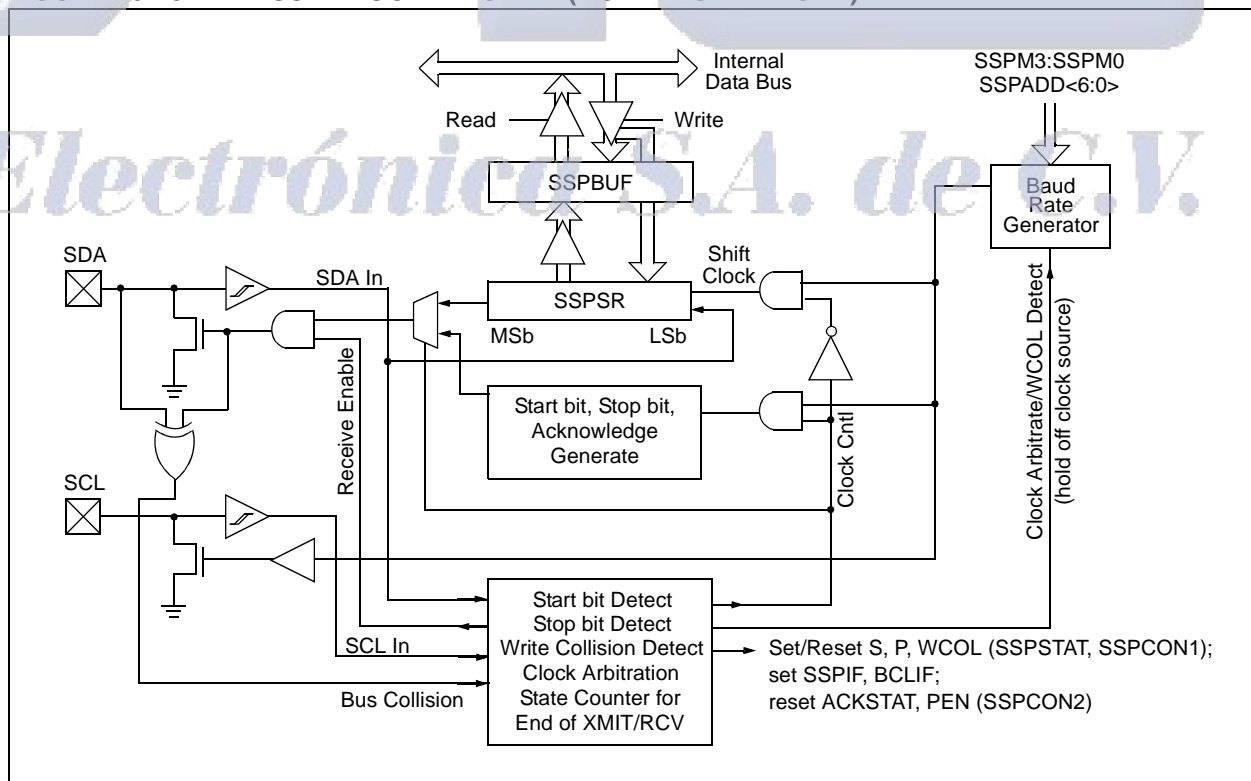 Internal
Data Bus
SSPM3:SSPM0
SSPADD<6:0>
Read
Write
Electrónica S.A. de C.V.
SSPBUF
Baud
Rate
Generator
SDA
SDA In
Shift
Clock
SSPSR
MSb
LSb
Start bit, Stop bit,
Acknowledge
Generate
Receive Enable
Clock Cntl
Clock Arbitrate/WCOL Detect
(hold off clock source)
SCL
SCL In
Bus Collision
Start bit Detect
Stop bit Detect
Write Collision Detect
Clock Arbitration
State Counter for
End of XMIT/RCV
Set/Reset S, P, WCOL (SSPSTAT, SSPCON1);
set SSPIF, BCLIF;
reset ACKSTAT, PEN (SSPCON2)